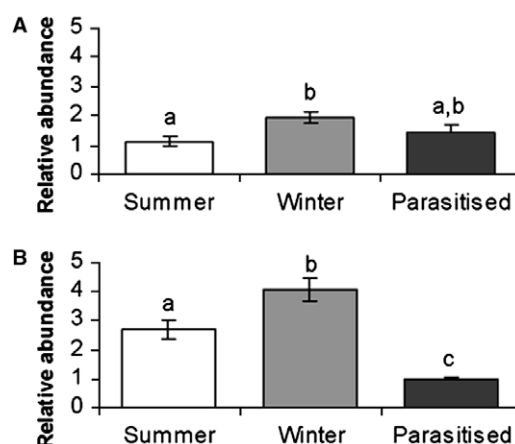 A
Relative abundance
5
4
3
2
1
0
a
b
a,b
Summer Winter Parasitised
B
Relative abundance
5
4
3
2
1
0
a
b
c
Summer Winter Parasitised